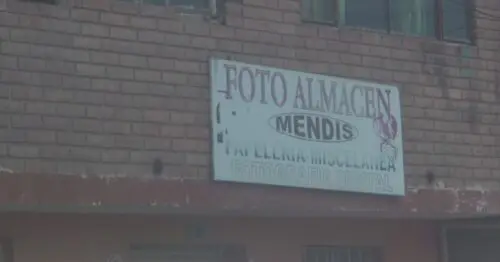 FOTO ALMACEN
MENDIS
PAPELERIA MISCELANEA